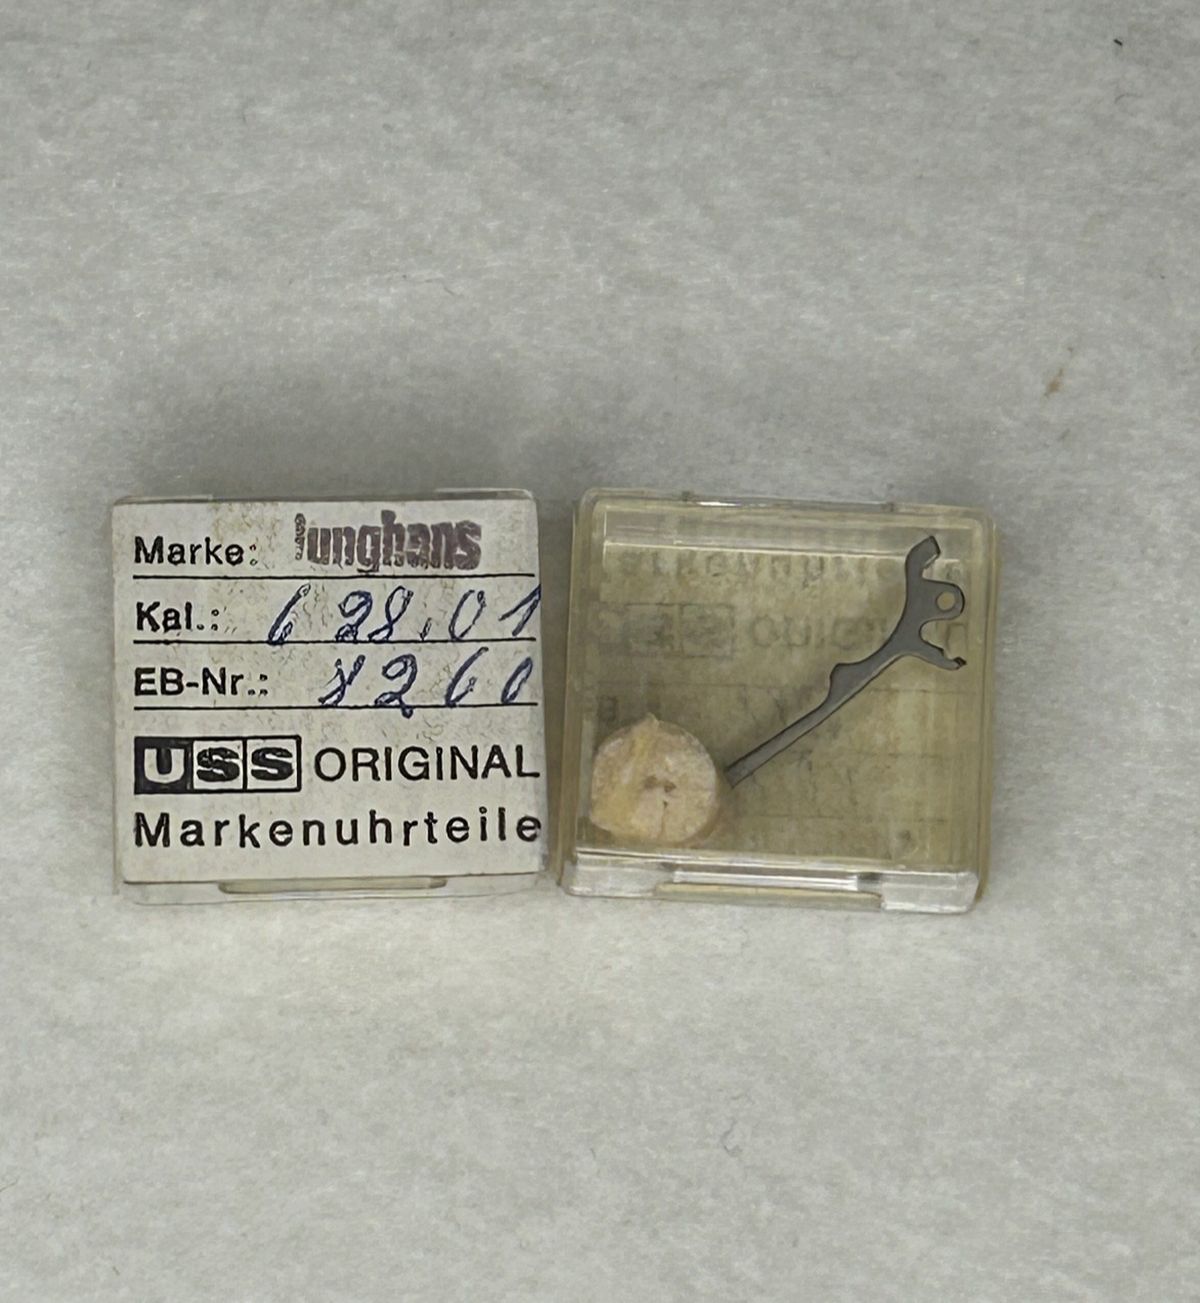 Marke: Junghans
Kal.: 628.01
EB-Nr.: 8260
USS ORIGINAL
Markenuhrteile